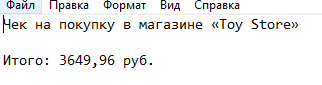 Файл Правка Формат Вид Справка
Чек на покупку в магазине «Toy Store»
Итого: 3649,96 руб.